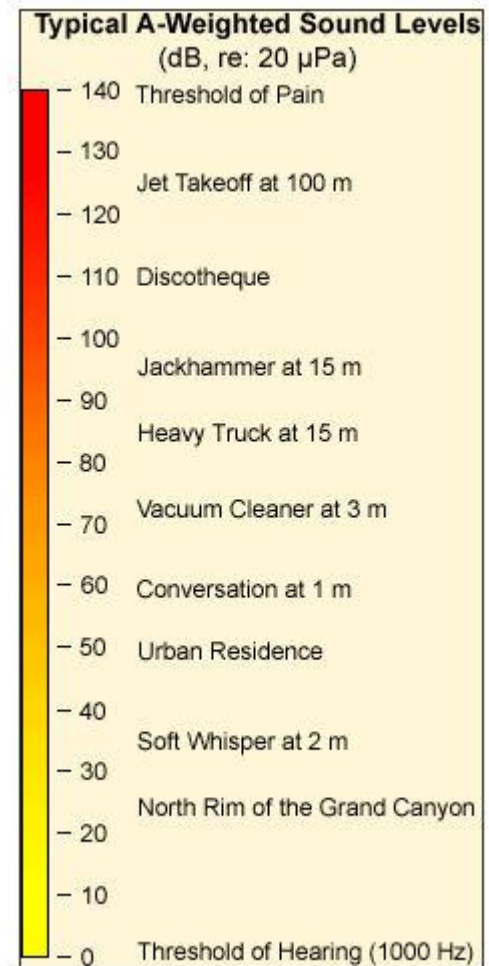 Typical A-Weighted Sound Levels
(dB, re: 20 µPa)
140 Threshold of Pain
130
Jet Takeoff at 100 m
120
110 Discotheque
100
Jackhammer at 15 m
90
Heavy Truck at 15 m
80
Vacuum Cleaner at 3 m
70
60 Conversation at 1 m
50 Urban Residence
40
Soft Whisper at 2 m
30
North Rim of the Grand Canyon
20
10
0 Threshold of Hearing (1000 Hz)